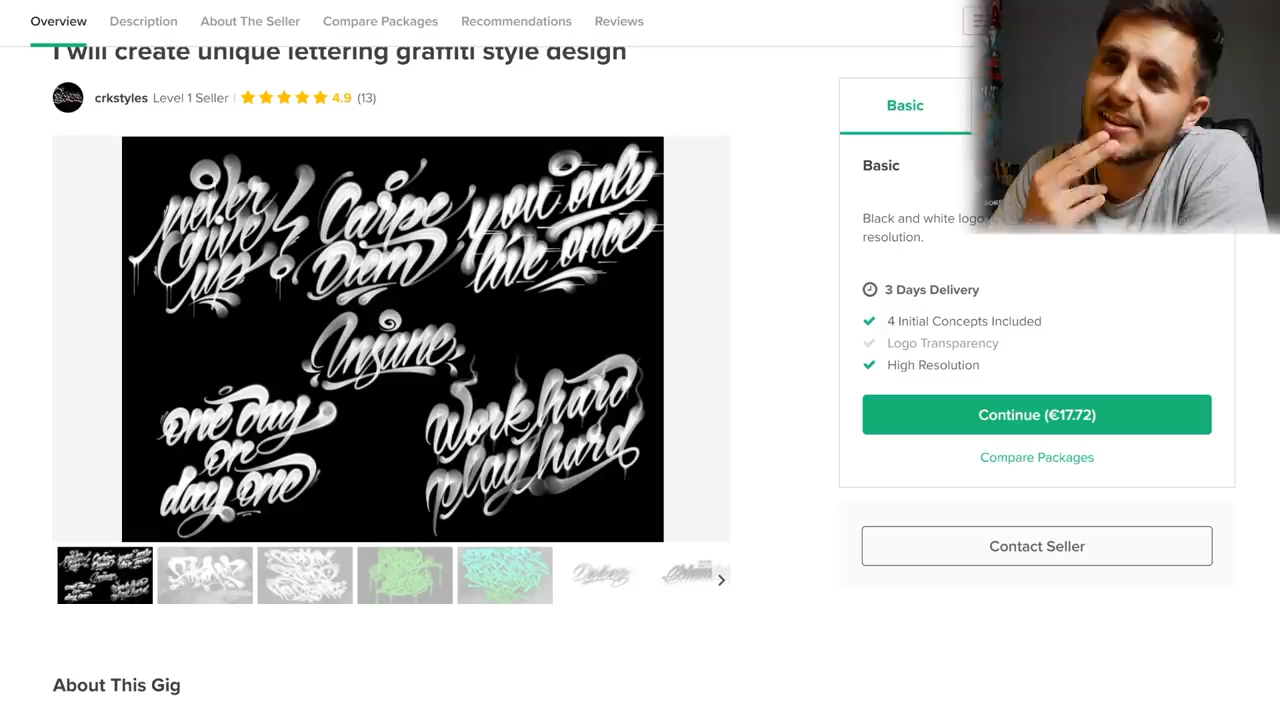 Overview Description About The Seller Compare Packages Recommendations Reviews
I will create unique lettering graffiti style design
crkstyles Level 1 Seller 4.9 (13)
never give up!
Carpe Diem
you only live once
Insane
one day or day one
Work hard play hard
Basic
Basic
Black and white logo
resolution.
3 Days Delivery
4 Initial Concepts Included
Logo Transparency
High Resolution
Continue (€17.72)
Compare Packages
Contact Seller
About This Gig